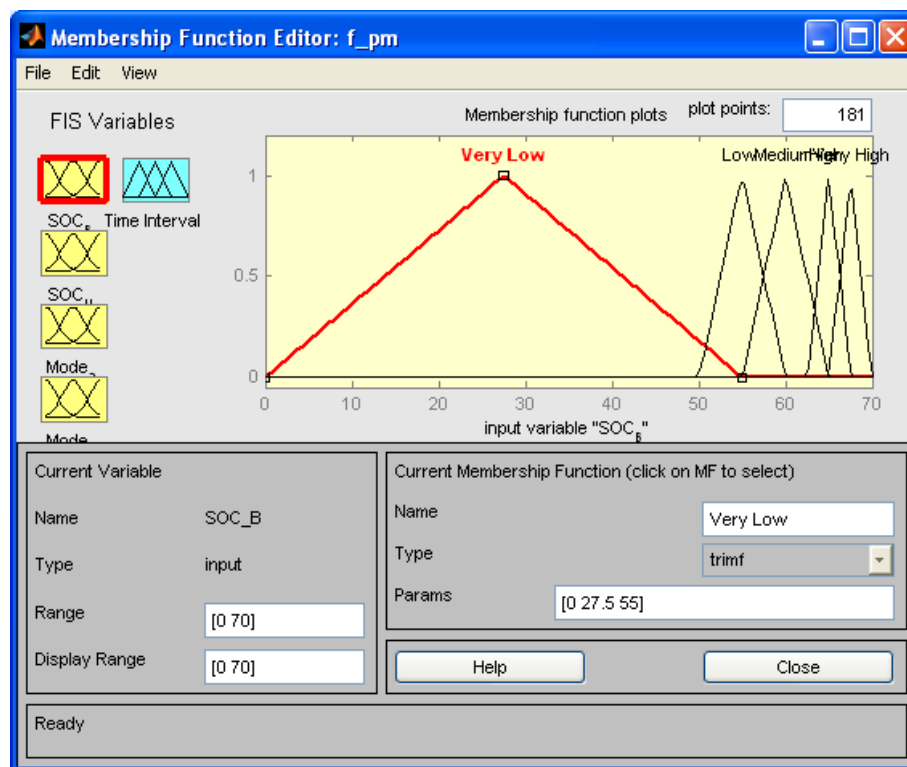 Membership Function Editor: f_pm
File Edit View
FIS Variables
Membership function plots plot points: 181
Very Low
Low Medium High Very High
1
0.5
0
0 10 20 30 40 50 60 70
input variable "SOC_B"
SOC
Time Interval
SOC
Mode
Mode
Current Variable
Name SOC_B
Type input
Range [0 70]
Display Range [0 70]
Current Membership Function (click on MF to select)
Name Very Low
Type trimf
Params [0 27.5 55]
Help Close
Ready